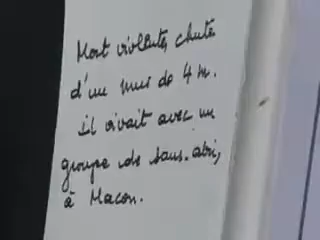 Mort violente, chute
d'un mur de 4 m.
il vivait avec un
groupe de sans-abri,
à Macon.